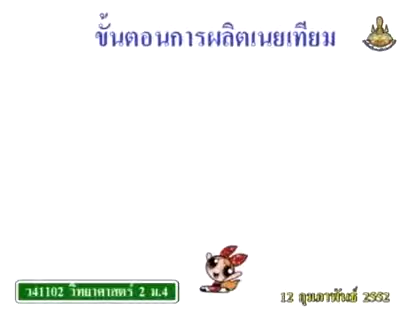 ขั้นตอนการผลิตเนยเทียม
ว41102 วิทยาศาสตร์ 2 ม.4
12 กุมภาพันธ์ 2552